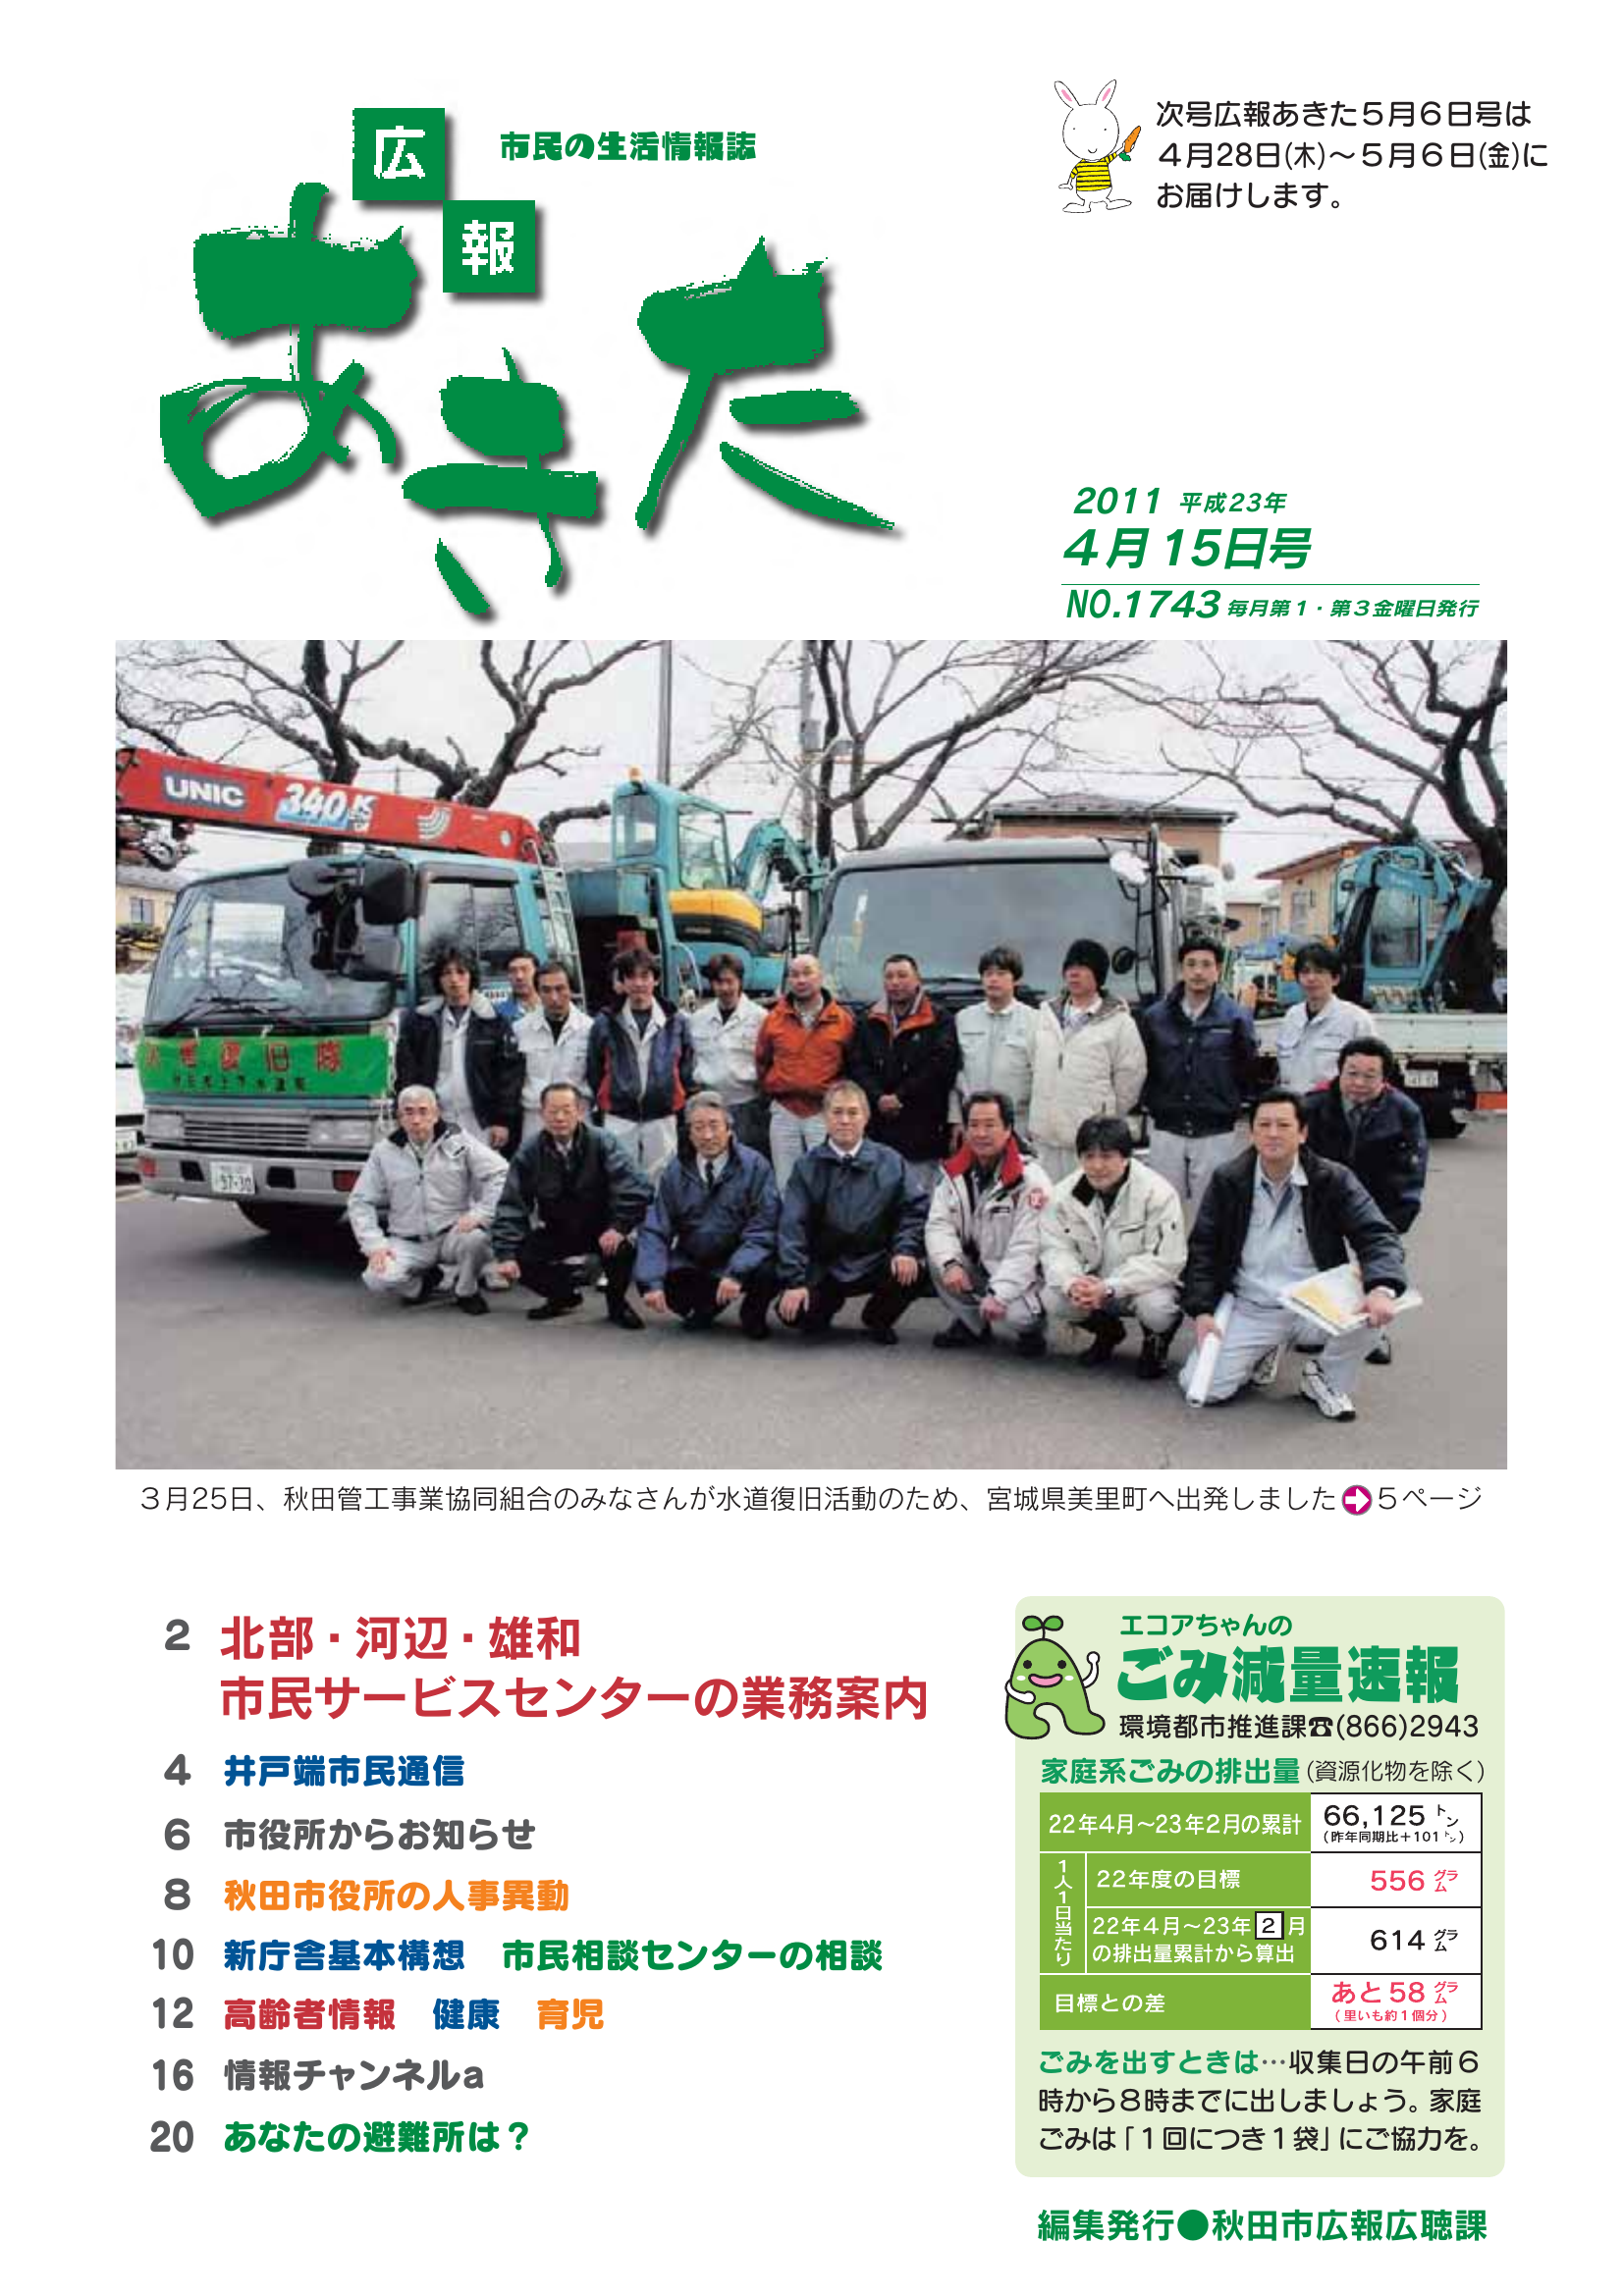 広報
あきた
市民の生活情報誌
次号広報あきた5月6日号は
4月28日(木)～5月6日(金)に
お届けします。
2011 平成23年
4月15日号
NO.1743 毎月第1・第3金曜日発行
UNIC 340
復旧隊
97-30
3月25日、秋田管工事業協同組合のみなさんが水道復旧活動のため、宮城県美里町へ出発しました➡5ページ
2 北部・河辺・雄和
市民サービスセンターの業務案内
4 井戸端市民通信
6 市役所からお知らせ
8 秋田市役所の人事異動
10 新庁舎基本構想 市民相談センターの相談
12 高齢者情報 健康 育児
16 情報チャンネルa
20 あなたの避難所は？
エコアちゃんの
ごみ減量速報
環境都市推進課☎(866)2943
家庭系ごみの排出量(資源化物を除く)
22年4月～23年2月の累計 66,125㌧
(昨年同期比＋101㌧)
1人1日当たり
22年度の目標 556㌘
22年4月～23年2月
の排出量累計から算出 614㌘
目標との差 あと58㌘
(里いも約1個分)
ごみを出すときは…収集日の午前6
時から8時までに出しましょう。家庭
ごみは「1回につき1袋」にご協力を。
編集発行●秋田市広報広聴課